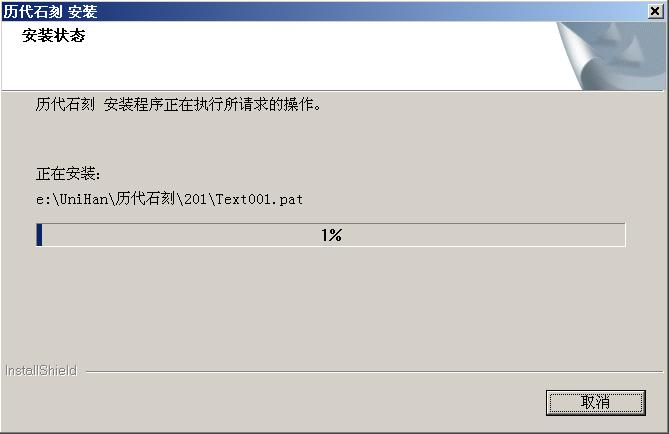 历代石刻 安装
安装状态
历代石刻 安装程序正在执行所请求的操作。
正在安装:
e:\UniHan\历代石刻\201\Text001.pat
1%
InstallShield
取消